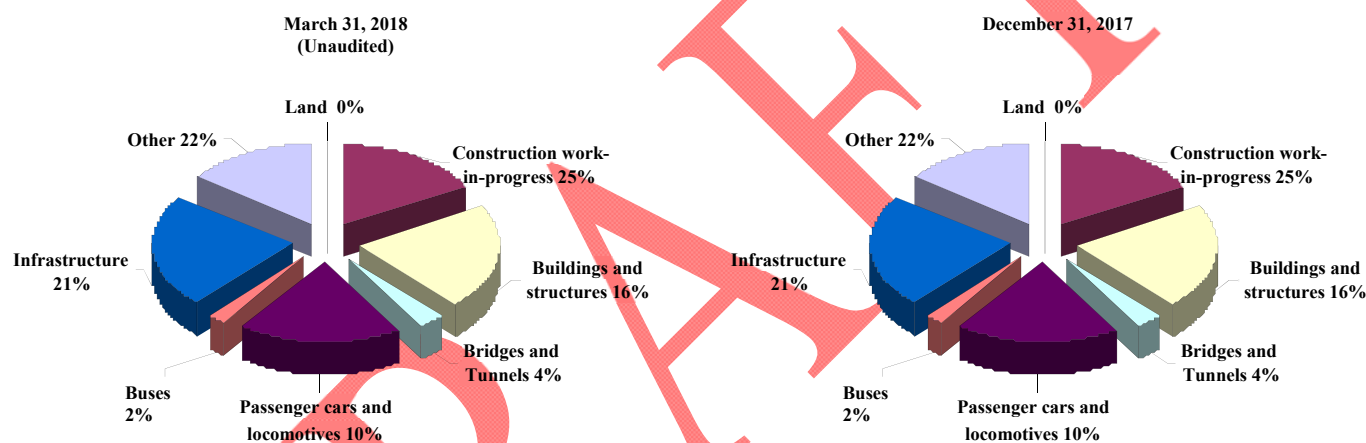 March 31, 2018
(Unaudited)
Land 0%
Other 22%
Construction work-
in-progress 25%
Infrastructure
21%
Buildings and
structures 16%
Bridges and
Tunnels 4%
Buses
2%
Passenger cars and
locomotives 10%
December 31, 2017
Land 0%
Other 22%
Construction work-
in-progress 25%
Infrastructure
21%
Buildings and
structures 16%
Bridges and
Tunnels 4%
Buses
2%
Passenger cars and
locomotives 10%